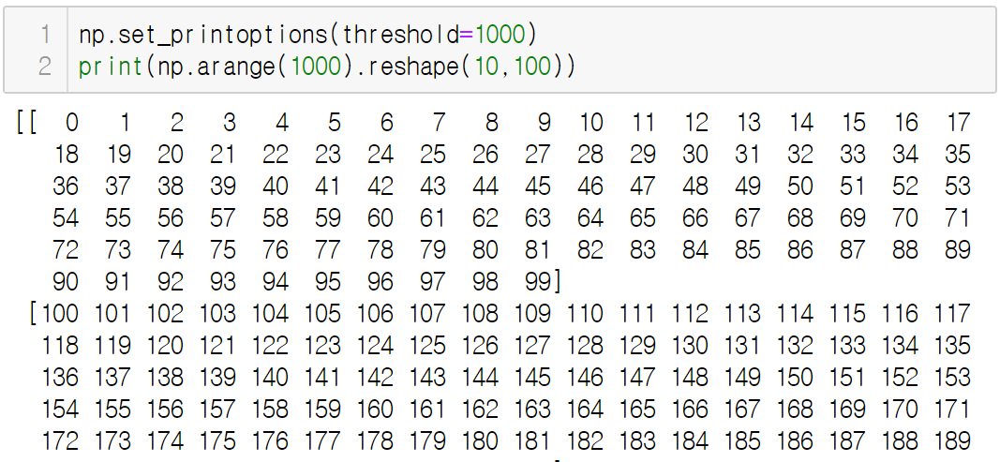 1 np.set_printoptions(threshold=1000)
2 print(np.arange(1000).reshape(10,100))
[[ 0 1 2 3 4 5 6 7 8 9 10 11 12 13 14 15 16 17
18 19 20 21 22 23 24 25 26 27 28 29 30 31 32 33 34 35
36 37 38 39 40 41 42 43 44 45 46 47 48 49 50 51 52 53
54 55 56 57 58 59 60 61 62 63 64 65 66 67 68 69 70 71
72 73 74 75 76 77 78 79 80 81 82 83 84 85 86 87 88 89
90 91 92 93 94 95 96 97 98 99]
[100 101 102 103 104 105 106 107 108 109 110 111 112 113 114 115 116 117
118 119 120 121 122 123 124 125 126 127 128 129 130 131 132 133 134 135
136 137 138 139 140 141 142 143 144 145 146 147 148 149 150 151 152 153
154 155 156 157 158 159 160 161 162 163 164 165 166 167 168 169 170 171
172 173 174 175 176 177 178 179 180 181 182 183 184 185 186 187 188 189